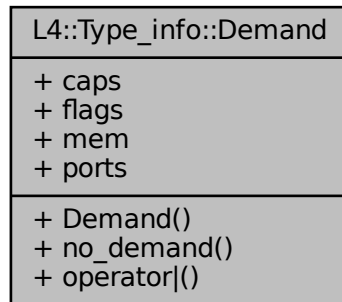 L4::Type_info::Demand
+ caps
+ flags
+ mem
+ ports
+ Demand()
+ no_demand()
+ operator|()